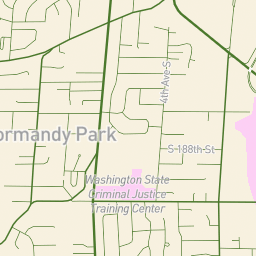 4th Ave S
ormandy Park
S 188th St
Washington State
Criminal Justice
Training Center